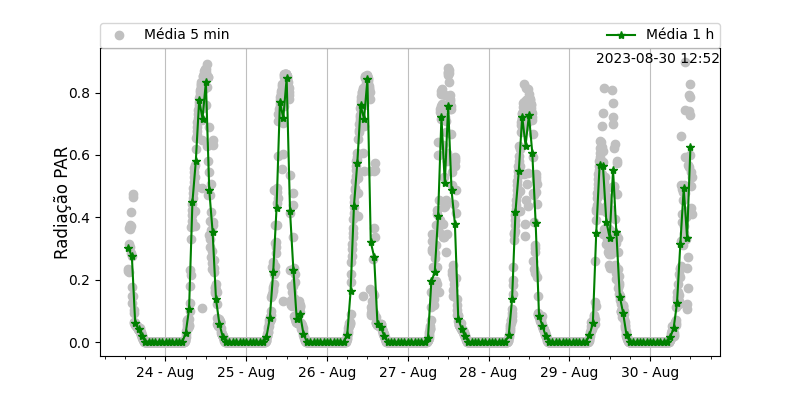 Média 5 min
Média 1 h
2023-08-30 12:52
Radiação PAR
0.8
0.6
0.4
0.2
0.0
24 - Aug
25 - Aug
26 - Aug
27 - Aug
28 - Aug
29 - Aug
30 - Aug